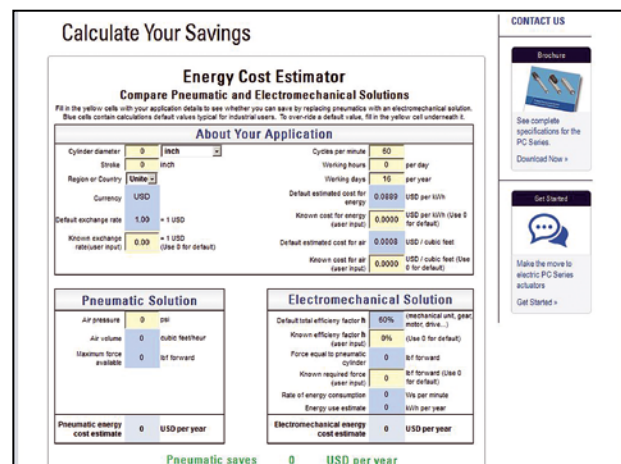 Calculate Your Savings
CONTACT US
Brochure
See complete
specifications for the
PC Series.
Download Now »
Get Started
Make the move to
electric PC Series
actuators
Get Started »
Energy Cost Estimator
Compare Pneumatic and Electromechanical Solutions
Fill in the yellow cells with your application details to see whether you can save by replacing pneumatics with an electromechanical solution.
Blue cells contain calculations default values typical for industrial users. To over-ride a default value, fill in the yellow cell underneath it.
About Your Application
Cylinder diameter 0 inch
Stroke 0 inch
Region or Country Unite
Currency USD
Default exchange rate 1.00 = 1 USD
Known exchange
rate(user input) 0.00 = 1 USD
(Use 0 for default)
Cycles per minute 60
Working hours 0 per day
Working days 16 per year
Default estimated cost for
energy 0.0889 USD per kWh
Known cost for energy
(user input) 0.0000 USD per kWh (Use 0
for default)
Default estimated cost for air 0.0008 USD / cubic feet
Known cost for air
(user input) 0.0000 USD / cubic feet (Use
0 for default)
Pneumatic Solution
Air pressure 0 psi
Air volume 0 cubic feet/hour
Maximum force
available 0 lbf forward
Pneumatic energy
cost estimate 0 USD per year
Electromechanical Solution
Default total efficieny factor h 60% (mechanical unit, gear,
motor, drive...)
Known efficieny factor h
(user input) 0% (Use 0 for default)
Force equal to pneumatic
cylinder 0 lbf forward
Known required force
(user input) 0 lbf forward (Use 0
for default)
Rate of energy consumption 0 Ws per minute
Energy use estimate 0 kWh per year
Electromechanical energy
cost estimate 0 USD per year
Pneumatic saves 0 USD per year